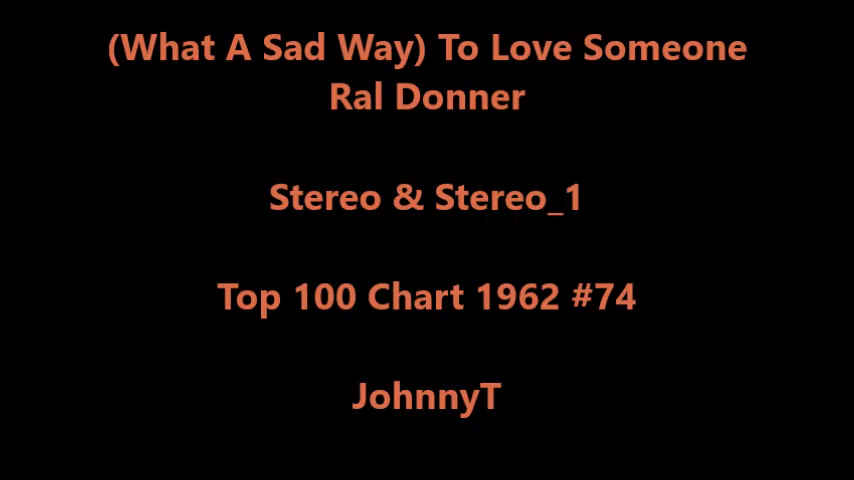 (What A Sad Way) To Love Someone
Ral Donner
Stereo & Stereo_1
Top 100 Chart 1962 #74
JohnnyT